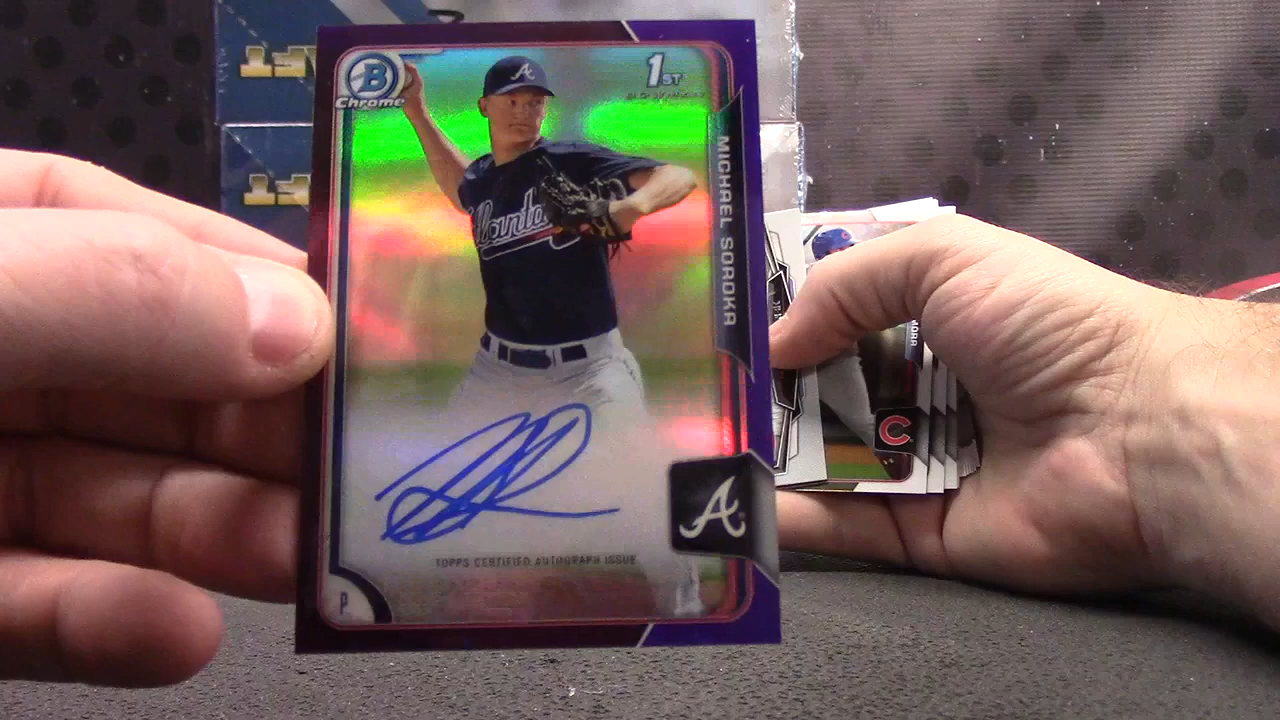 B
Chrome
A
1ST
MICHAEL SOROKA
Atlanta
A
TOPPS CERTIFIED AUTOGRAPH ISSUE
P
C